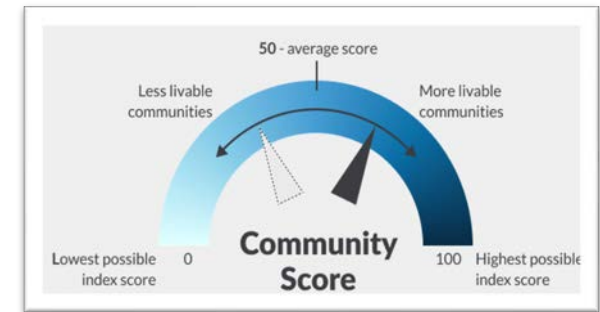 50 - average score
Less livable
communities
More livable
communities
Lowest possible
index score
0
Community
Score
100
Highest possible
index score